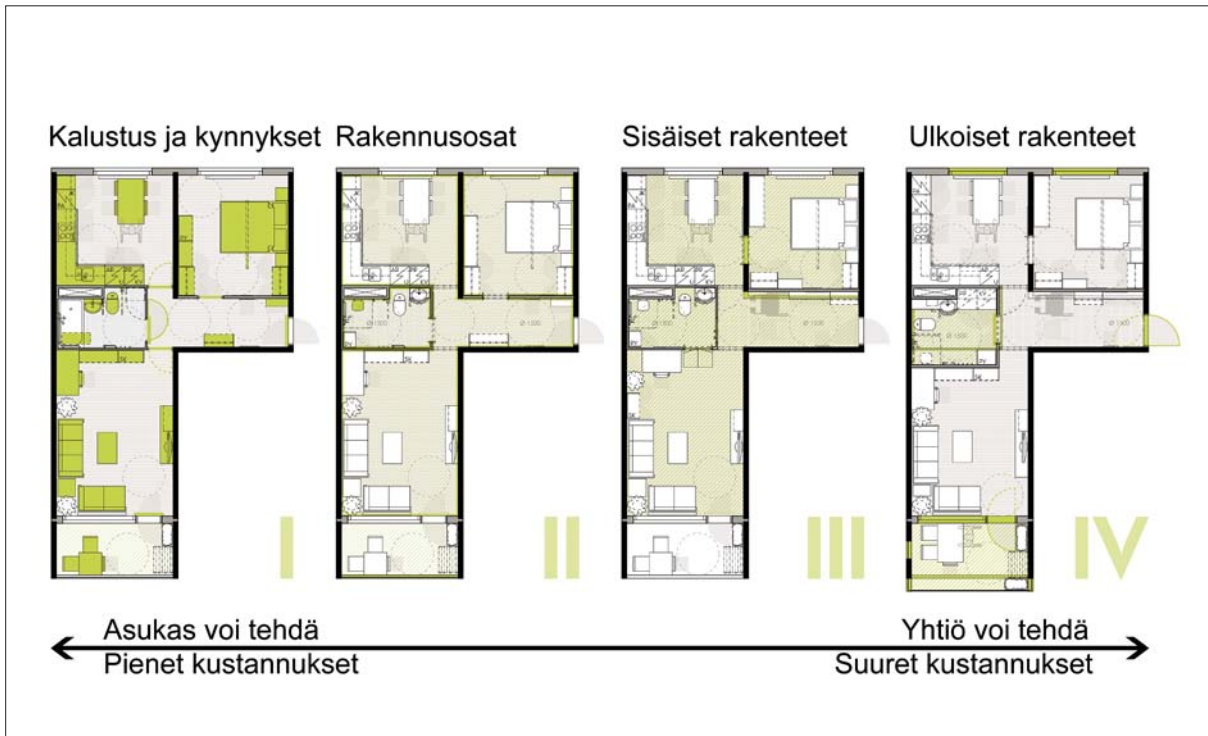 Kalustus ja kynnykset
Rakennusosat
Sisäiset rakenteet
Ulkoiset rakenteet
I
II
III
IV
Asukas voi tehdä
Pienet kustannukset
Yhtiö voi tehdä
Suuret kustannukset